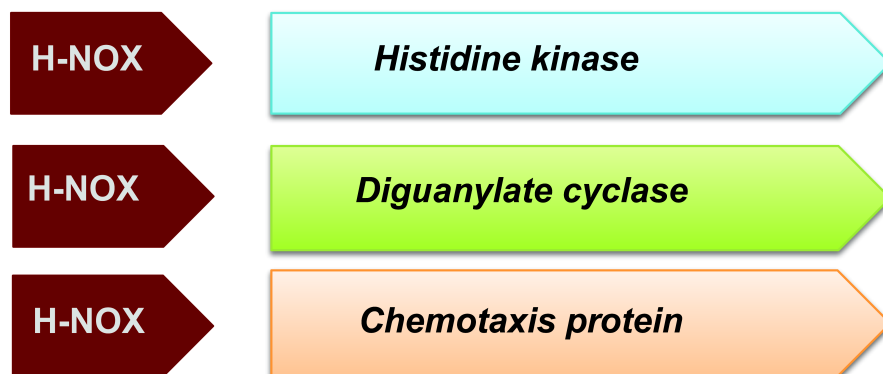 H-NOX Histidine kinase
H-NOX Diguanylate cyclase
H-NOX Chemotaxis protein